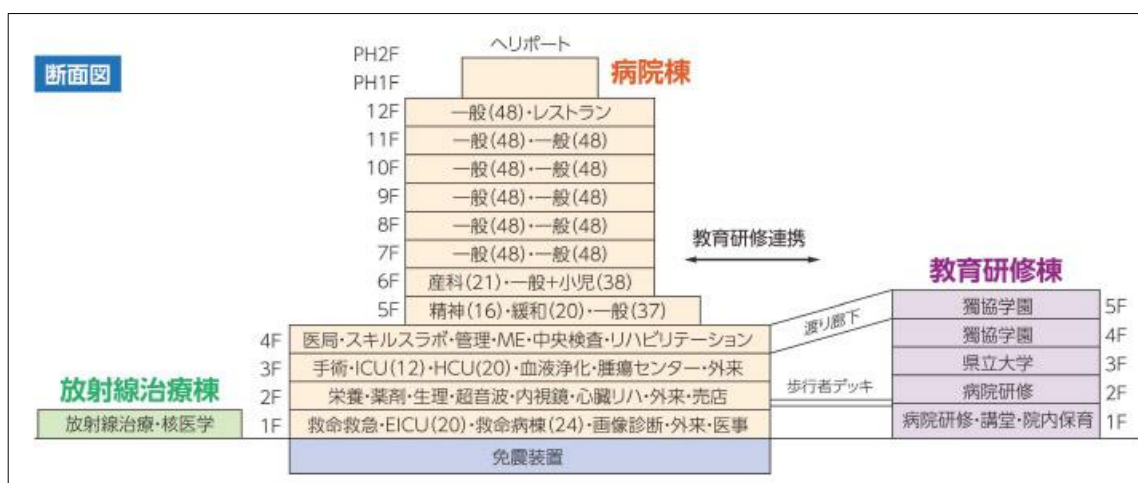 断面図
ヘリポート
PH2F
PH1F
病院棟
12F 一般(48)・レストラン
11F 一般(48)・一般(48)
10F 一般(48)・一般(48)
9F 一般(48)・一般(48)
8F 一般(48)・一般(48)
7F 一般(48)・一般(48)
6F 産科(21)・一般+小児(38)
5F 精神(16)・緩和(20)・一般(37)
4F 医局・スキルスラボ・管理・ME・中央検査・リハビリテーション
3F 手術・ICU(12)・HCU(20)・血液浄化・腫瘍センター・外来
2F 栄養・薬剤・生理・超音波・内視鏡・心臓リハ・外来・売店
1F 救命救急・EICU(20)・救命病棟(24)・画像診断・外来・医事
免震装置
放射線治療棟
放射線治療・核医学
教育研修連携
渡り廊下
歩行者デッキ
教育研修棟
獨協学園 5F
獨協学園 4F
県立大学 3F
病院研修 2F
病院研修・講堂・院内保育 1F